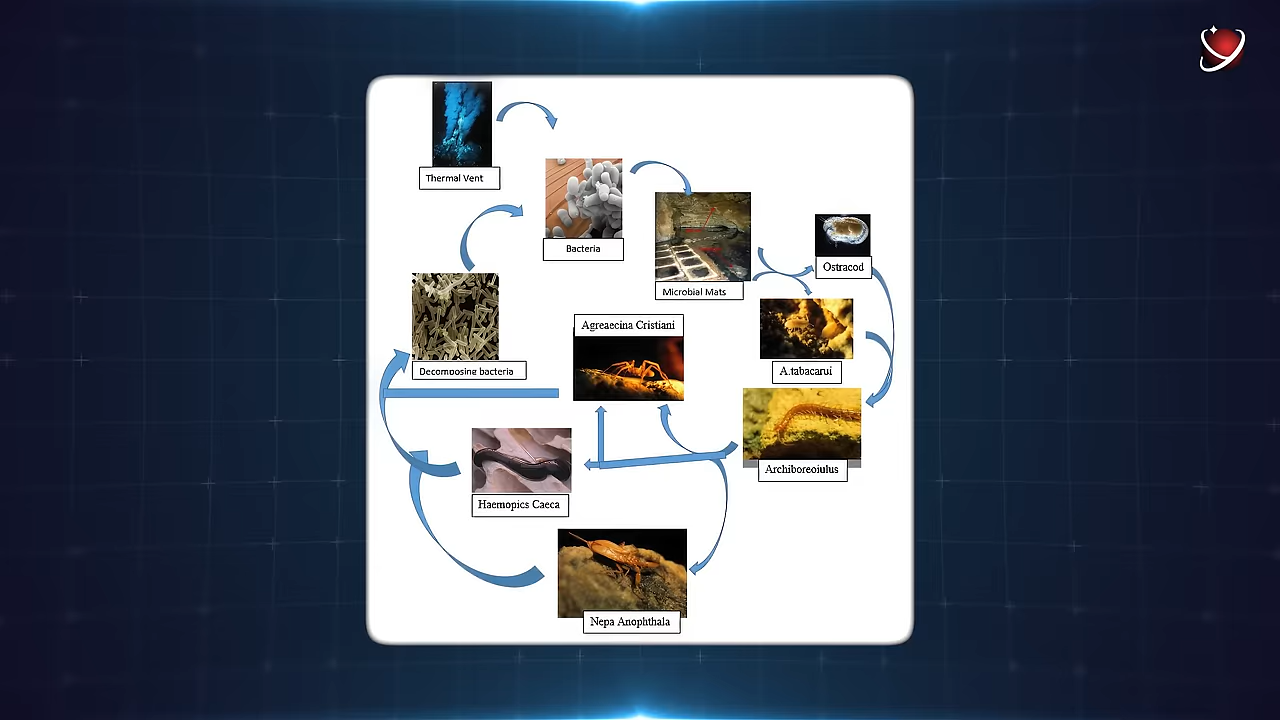 Thermal Vent
Bacteria
Microbial Mats
Ostracod
A.tabacarui
Decomposing bacteria
Agreaecina Cristiani
Archiboreoiulus
Haemopics Caeca
Nepa Anophthala